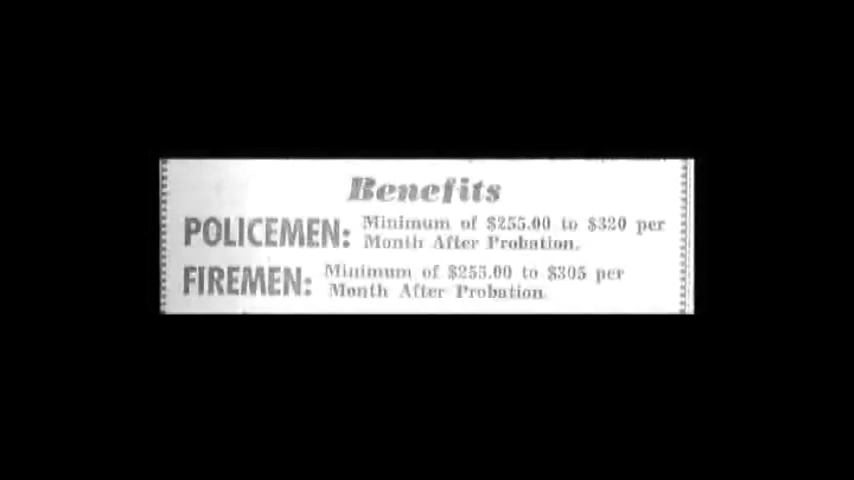 Benefits
POLICEMEN: Minimum of $255.00 to $320 per
Month After Probation.
FIREMEN: Minimum of $255.00 to $305 per
Month After Probation.